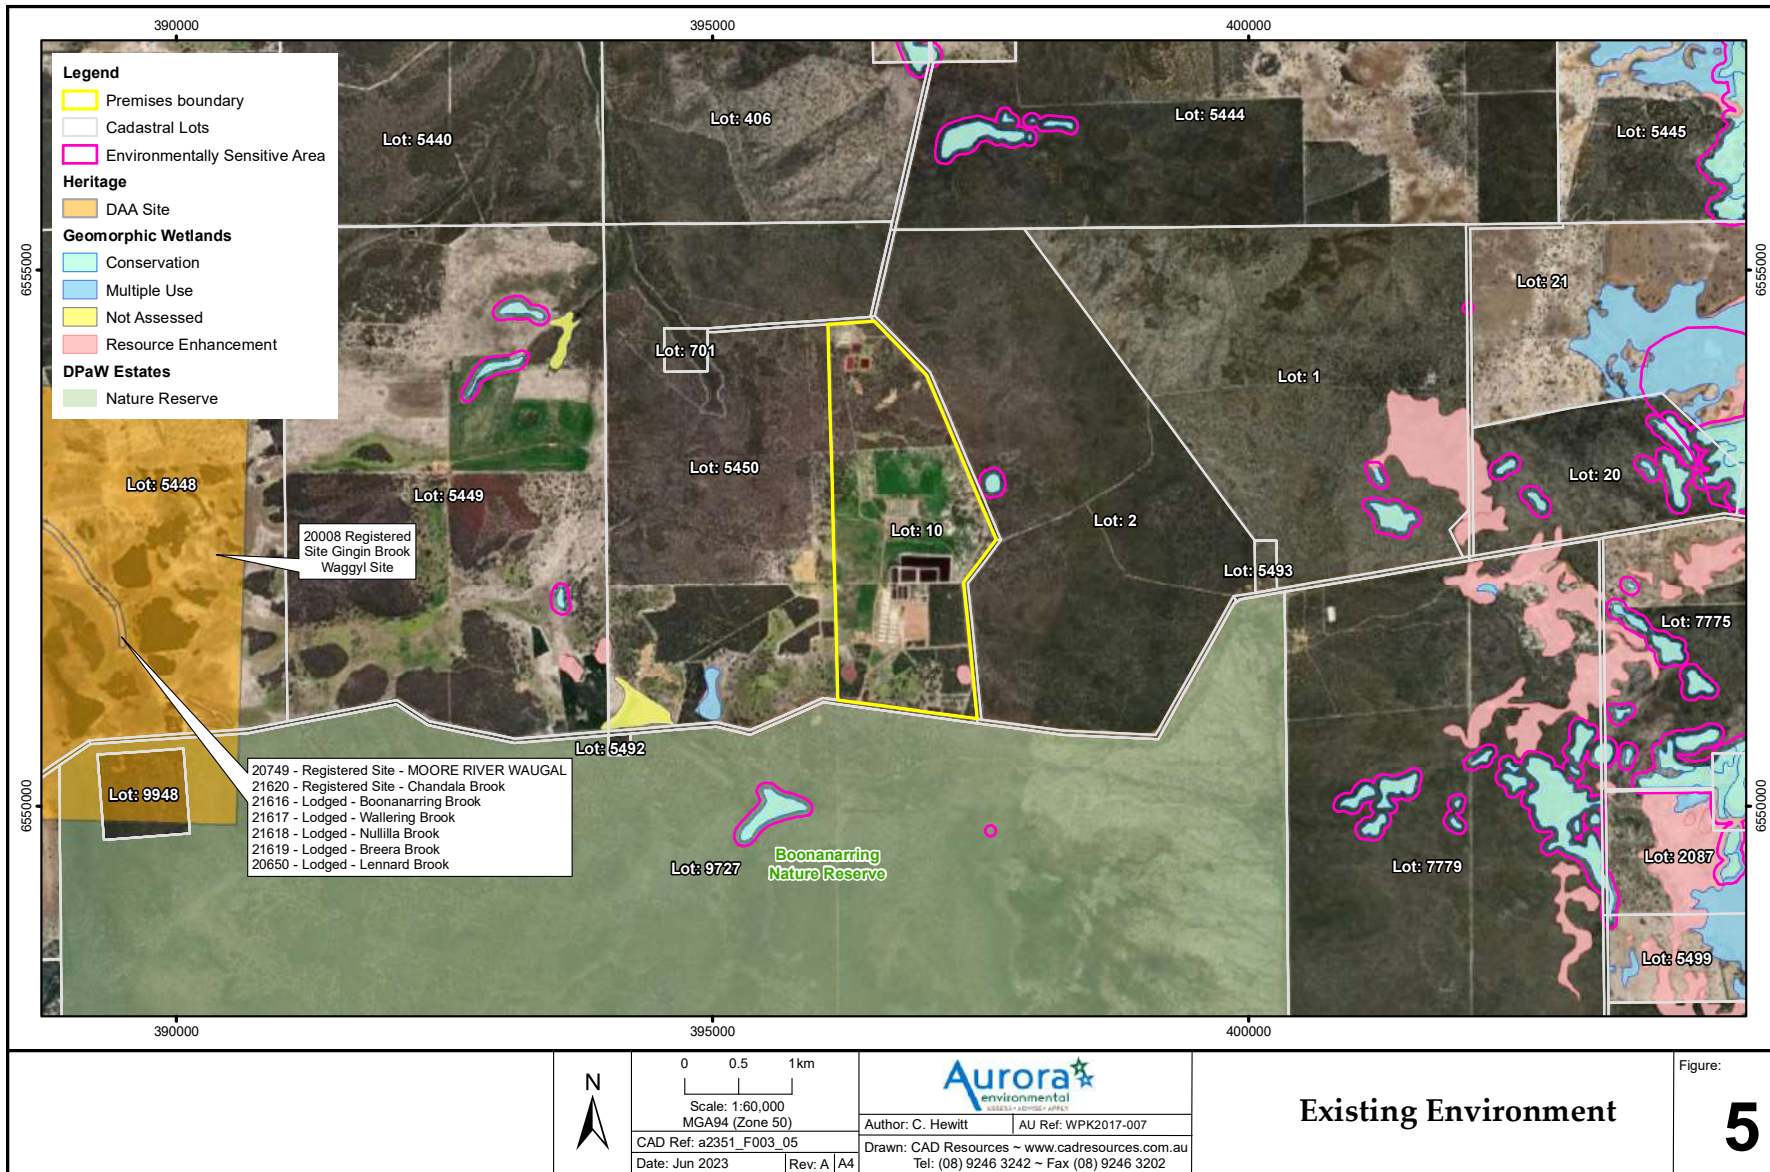 390000
395000
400000
Legend
Premises boundary
Cadastral Lots
Environmentally Sensitive Area
Heritage
DAA Site
Geomorphic Wetlands
Conservation
Multiple Use
Not Assessed
Resource Enhancement
DPaW Estates
Nature Reserve
6555000
6555000
6550000
6550000
Lot: 5440
Lot: 406
Lot: 5444
Lot: 5445
Lot: 21
Lot: 701
Lot: 1
Lot: 5448
Lot: 5449
Lot: 5450
Lot: 10
Lot: 2
Lot: 20
Lot: 5493
Lot: 7775
20008 Registered
Site Gingin Brook
Waggyl Site
Lot: 5492
Lot: 9948
20749 - Registered Site - MOORE RIVER WAUGAL
21620 - Registered Site - Chandala Brook
21616 - Lodged - Boonanarring Brook
21617 - Lodged - Wallering Brook
21618 - Lodged - Nullilla Brook
21619 - Lodged - Breera Brook
20650 - Lodged - Lennard Brook
Lot: 9727
Boonanarring
Nature Reserve
Lot: 7779
Lot: 2087
Lot: 5499
390000
395000
400000
N
0 0.5 1km
Scale: 1:60,000
MGA94 (Zone 50)
CAD Ref: a2351_F003_05
Date: Jun 2023
Rev: A
A4
Aurora
environmental
ASSESS • ADVISE • APPLY
Author: C. Hewitt
AU Ref: WPK2017-007
Drawn: CAD Resources ~ www.cadresources.com.au
Tel: (08) 9246 3242 ~ Fax (08) 9246 3202
Existing Environment
Figure:
5